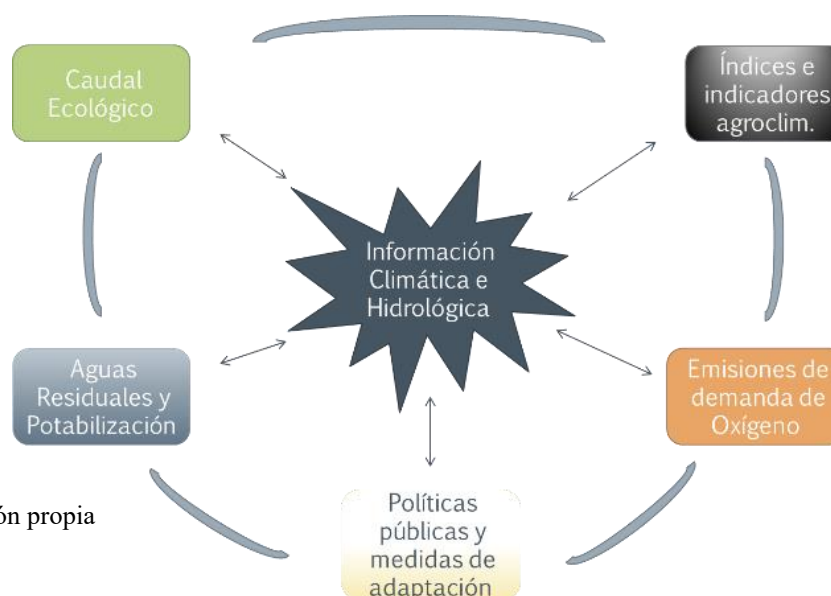 Caudal
Ecológico
Índices e
indicadores
agroclim.
Información
Climática e
Hidrológica
Aguas
Residuales y
Potabilización
Emisiones de
demanda de
Oxígeno
Políticas
públicas y
medidas de
adaptación
propia